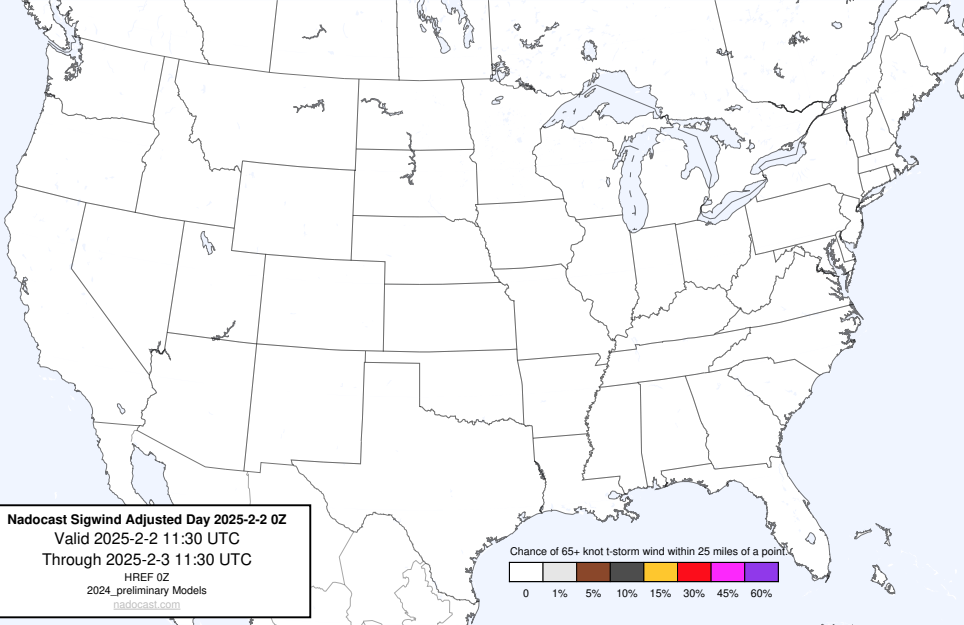 Nadocast Sigwind Adjusted Day 2025-2-2 0Z
Valid 2025-2-2 11:30 UTC
Through 2025-2-3 11:30 UTC
HREF 0Z
2024_preliminary Models
nadocast.com
Chance of 65+ knot t-storm wind within 25 miles of a point.
0 1% 5% 10% 15% 30% 45% 60%